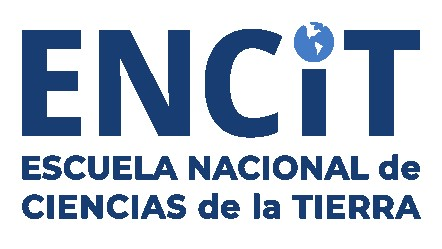 ENCiT
ESCUELA NACIONAL de
CIENCIAS de la TIERRA